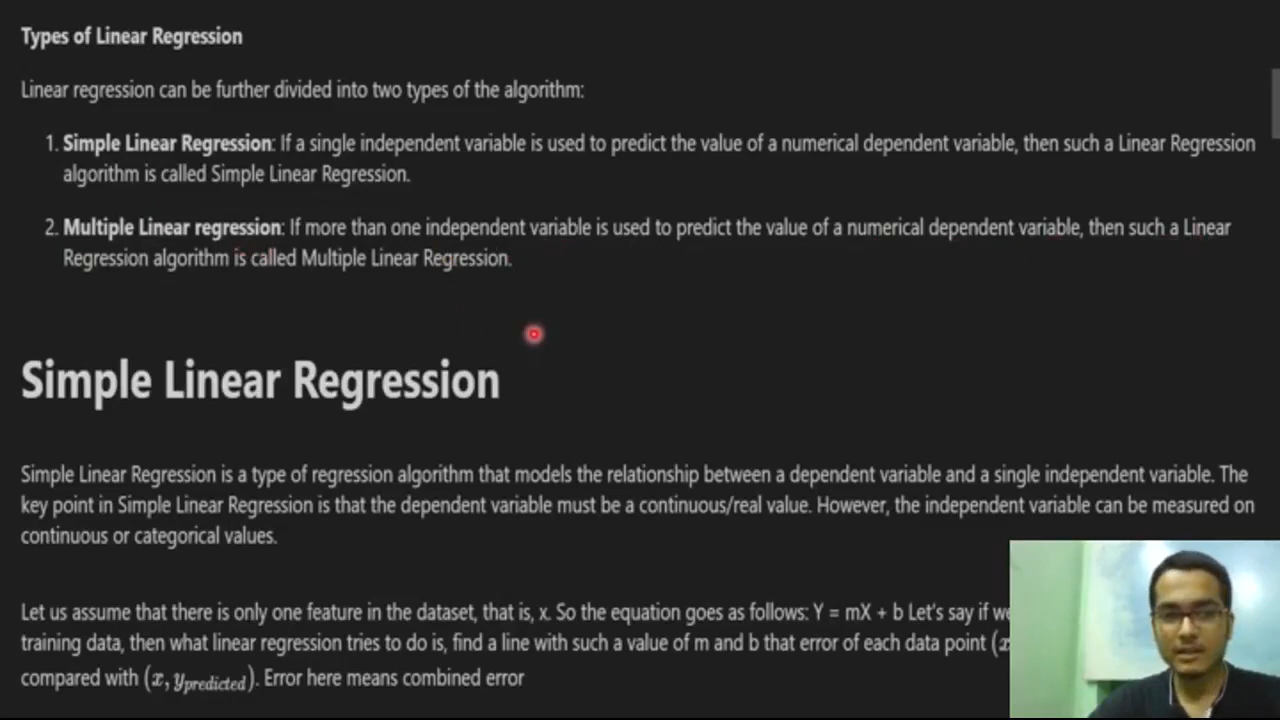 Types of Linear Regression
Linear regression can be further divided into two types of the algorithm:
1. Simple Linear Regression: If a single independent variable is used to predict the value of a numerical dependent variable, then such a Linear Regression
algorithm is called Simple Linear Regression.
2. Multiple Linear regression: If more than one independent variable is used to predict the value of a numerical dependent variable, then such a Linear
Regression algorithm is called Multiple Linear Regression.
Simple Linear Regression
Simple Linear Regression is a type of regression algorithm that models the relationship between a dependent variable and a single independent variable. The
key point in Simple Linear Regression is that the dependent variable must be a continuous/real value. However, the independent variable can be measured on
continuous or categorical values.
Let us assume that there is only one feature in the dataset, that is, x. So the equation goes as follows: Y = mX + b Let's say if we
training data, then what linear regression tries to do is, find a line with such a value of m and b that error of each data point (x
compared with (x, y_predicted). Error here means combined error